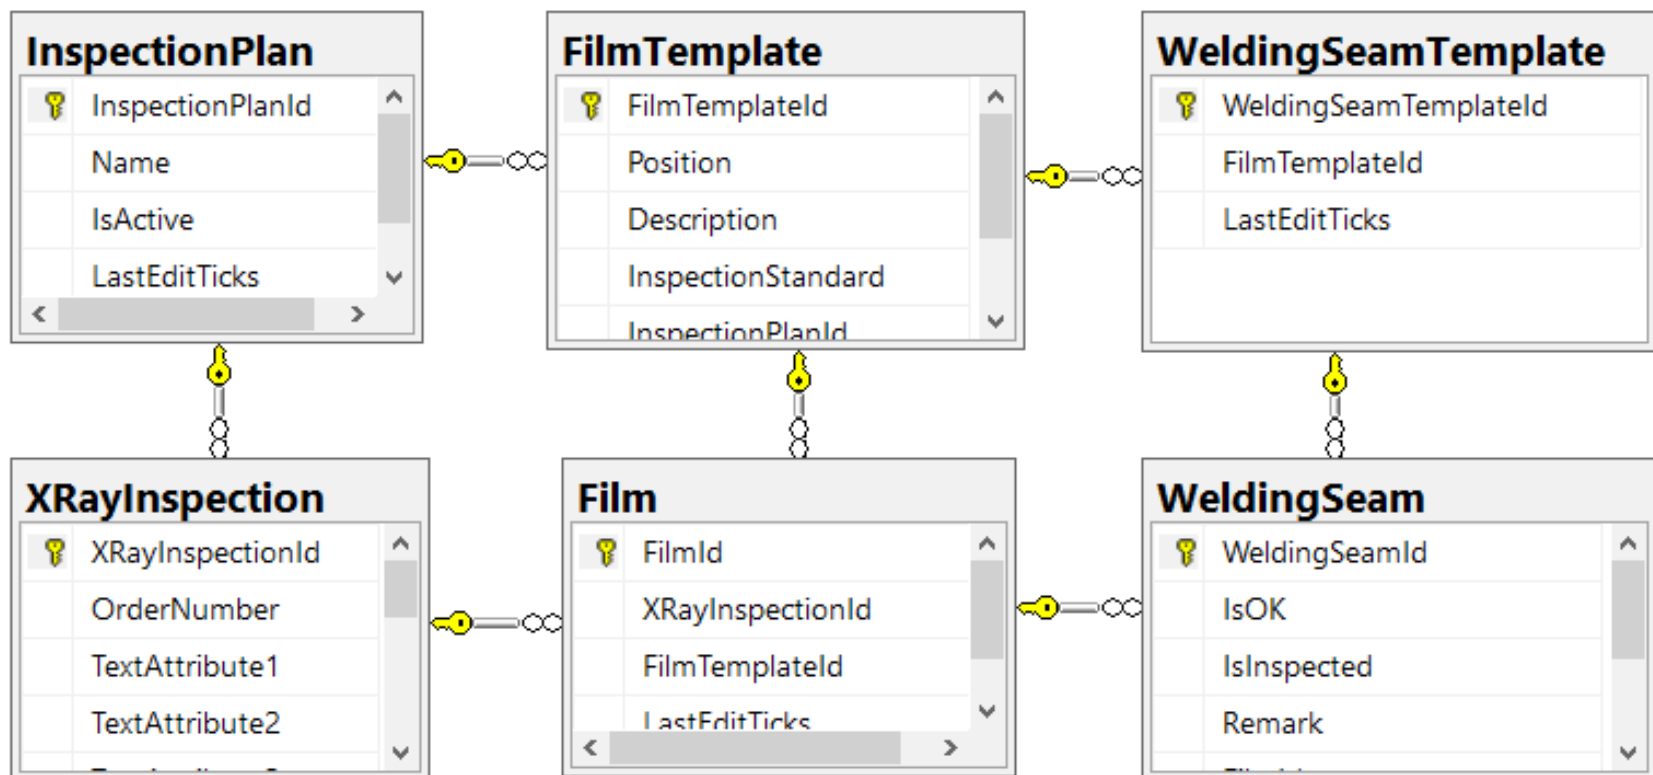 InspectionPlan
InspectionPlanId
Name
IsActive
LastEditTicks
FilmTemplate
FilmTemplateId
Position
Description
InspectionStandard
InspectionPlanId
WeldingSeamTemplate
WeldingSeamTemplateId
FilmTemplateId
LastEditTicks
XRayInspection
XRayInspectionId
OrderNumber
TextAttribute1
TextAttribute2
Film
FilmId
XRayInspectionId
FilmTemplateId
LastEditTicks
WeldingSeam
WeldingSeamId
IsOK
IsInspected
Remark